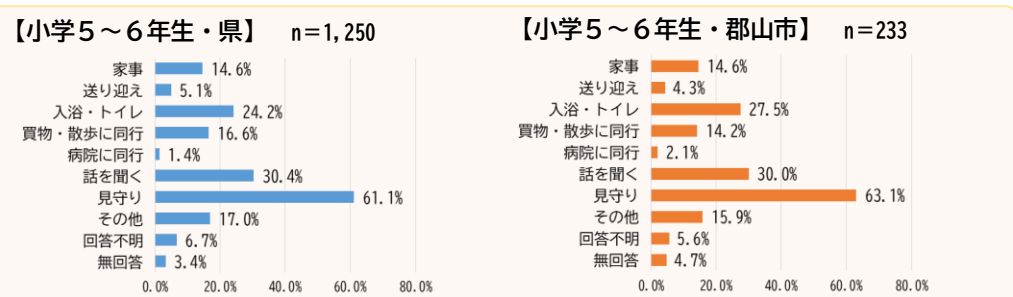 【小学5～6年生・県】 n=1,250
家事 14.6%
送り迎え 5.1%
入浴・トイレ 24.2%
買物・散歩に同行 16.6%
病院に同行 1.4%
話を聞く 30.4%
見守り 61.1%
その他 17.0%
回答不明 6.7%
無回答 3.4%
0.0% 20.0% 40.0% 60.0% 80.0%
【小学5～6年生・郡山市】 n=233
家事 14.6%
送り迎え 4.3%
入浴・トイレ 27.5%
買物・散歩に同行 14.2%
病院に同行 2.1%
話を聞く 30.0%
見守り 63.1%
その他 15.9%
回答不明 5.6%
無回答 4.7%
0.0% 20.0% 40.0% 60.0% 80.0%